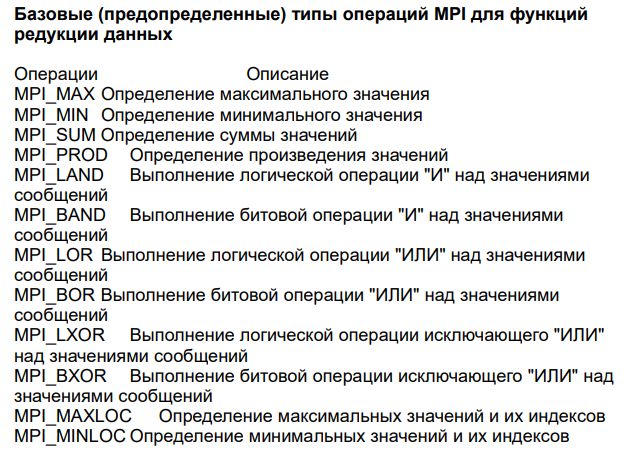 Базовые (предопределенные) типы операций MPI для функций
редукции данных
Операции Описание
MPI_MAX Определение максимального значения
MPI_MIN Определение минимального значения
MPI_SUM Определение суммы значений
MPI_PROD Определение произведения значений
MPI_LAND Выполнение логической операции "И" над значениями
сообщений
MPI_BAND Выполнение битовой операции "И" над значениями
сообщений
MPI_LOR Выполнение логической операции "ИЛИ" над значениями
сообщений
MPI_BOR Выполнение битовой операции "ИЛИ" над значениями
сообщений
MPI_LXOR Выполнение логической операции исключающего "ИЛИ"
над значениями сообщений
MPI_BXOR Выполнение битовой операции исключающего "ИЛИ" над
значениями сообщений
MPI_MAXLOC Определение максимальных значений и их индексов
MPI_MINLOC Определение минимальных значений и их индексов